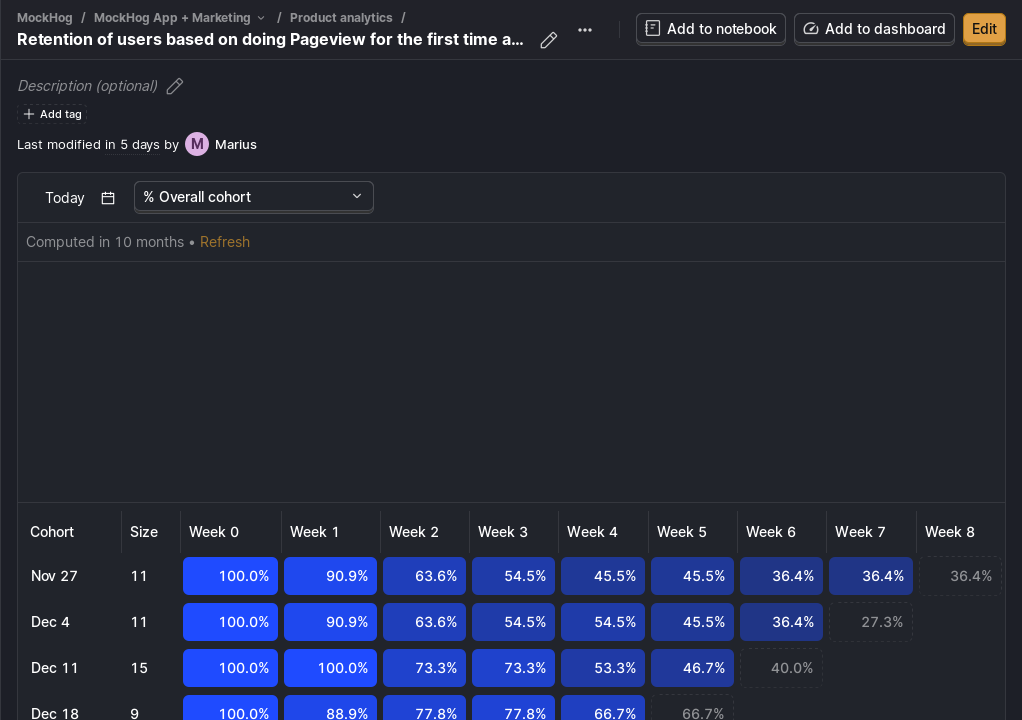 MockHog / MockHog App + Marketing / Product analytics /
Retention of users based on doing Pageview for the first time a...
Add to notebook
Add to dashboard
Edit
Description (optional)
Add tag
Last modified in 5 days by M Marius
Today
% Overall cohort
Computed in 10 months • Refresh
Cohort Size Week 0 Week 1 Week 2 Week 3 Week 4 Week 5 Week 6 Week 7 Week 8
Nov 27 11 100.0% 90.9% 63.6% 54.5% 45.5% 45.5% 36.4% 36.4% 36.4%
Dec 4 11 100.0% 90.9% 63.6% 54.5% 54.5% 45.5% 36.4% 27.3%
Dec 11 15 100.0% 100.0% 73.3% 73.3% 53.3% 46.7% 40.0%
Dec 18 9 100.0% 88.9% 77.8% 77.8% 66.7% 66.7%